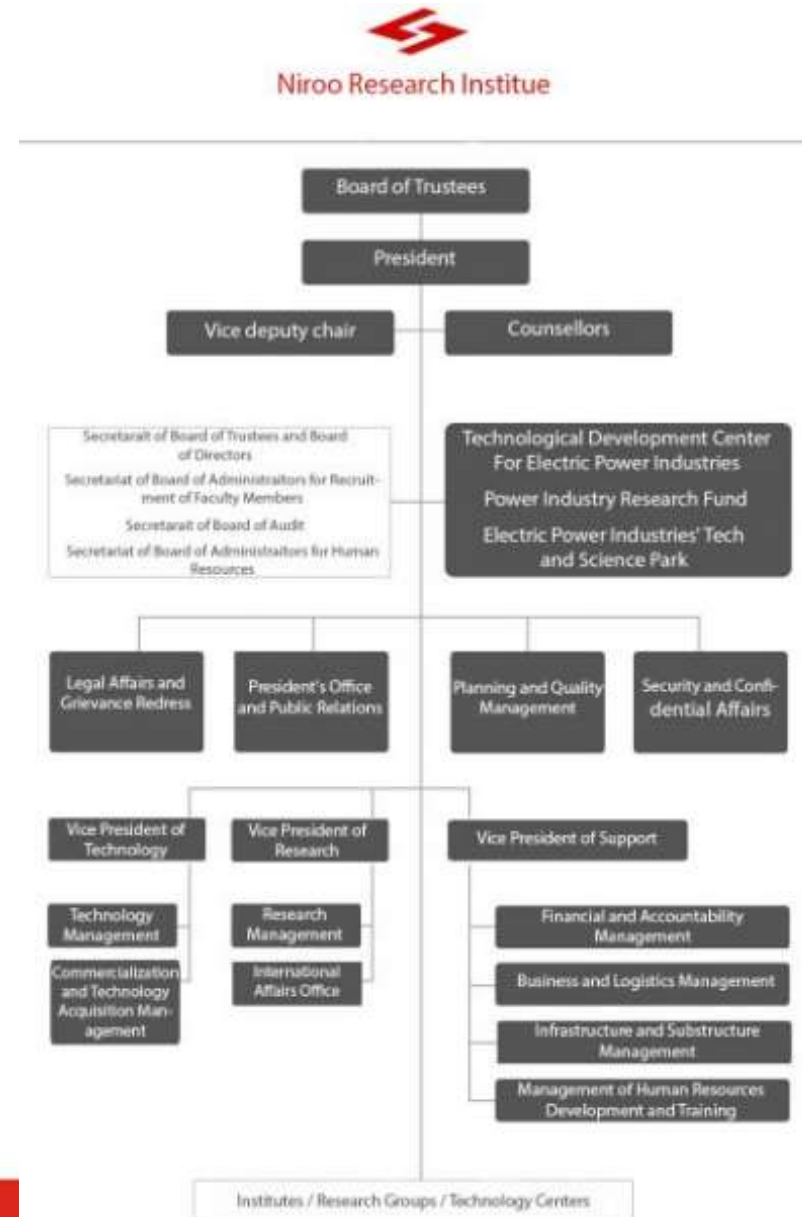 Niroo Research Institue
Board of Trustees
President
Vice deputy chair
Counsellors
Secretarait of Board of Trustees and Board
of Directors
Secretariat of Board of Administraitors for Recruit-
ment of Faculty Members
Secretarait of Board of Audit
Secretariat of Board of Administraitors for Human
Resources
Technological Development Center
For Electric Power Industries
Power Industry Research Fund
Electric Power Industries' Tech
and Science Park
Legal Affairs and
Grievance Redress
President's Office
and Public Relations
Planning and Quality
Management
Security and Confi-
dential Affairs
Vice President of
Technology
Technology
Management
Commercialization
and Technology
Acquisition Man-
agement
Vice President of
Research
Research
Management
International
Affairs Office
Vice President of Support
Financial and Accountability
Management
Business and Logistics Management
Infrastructure and Substructure
Management
Management of Human Resources
Development and Training
Institutes / Research Groups / Technology Centers